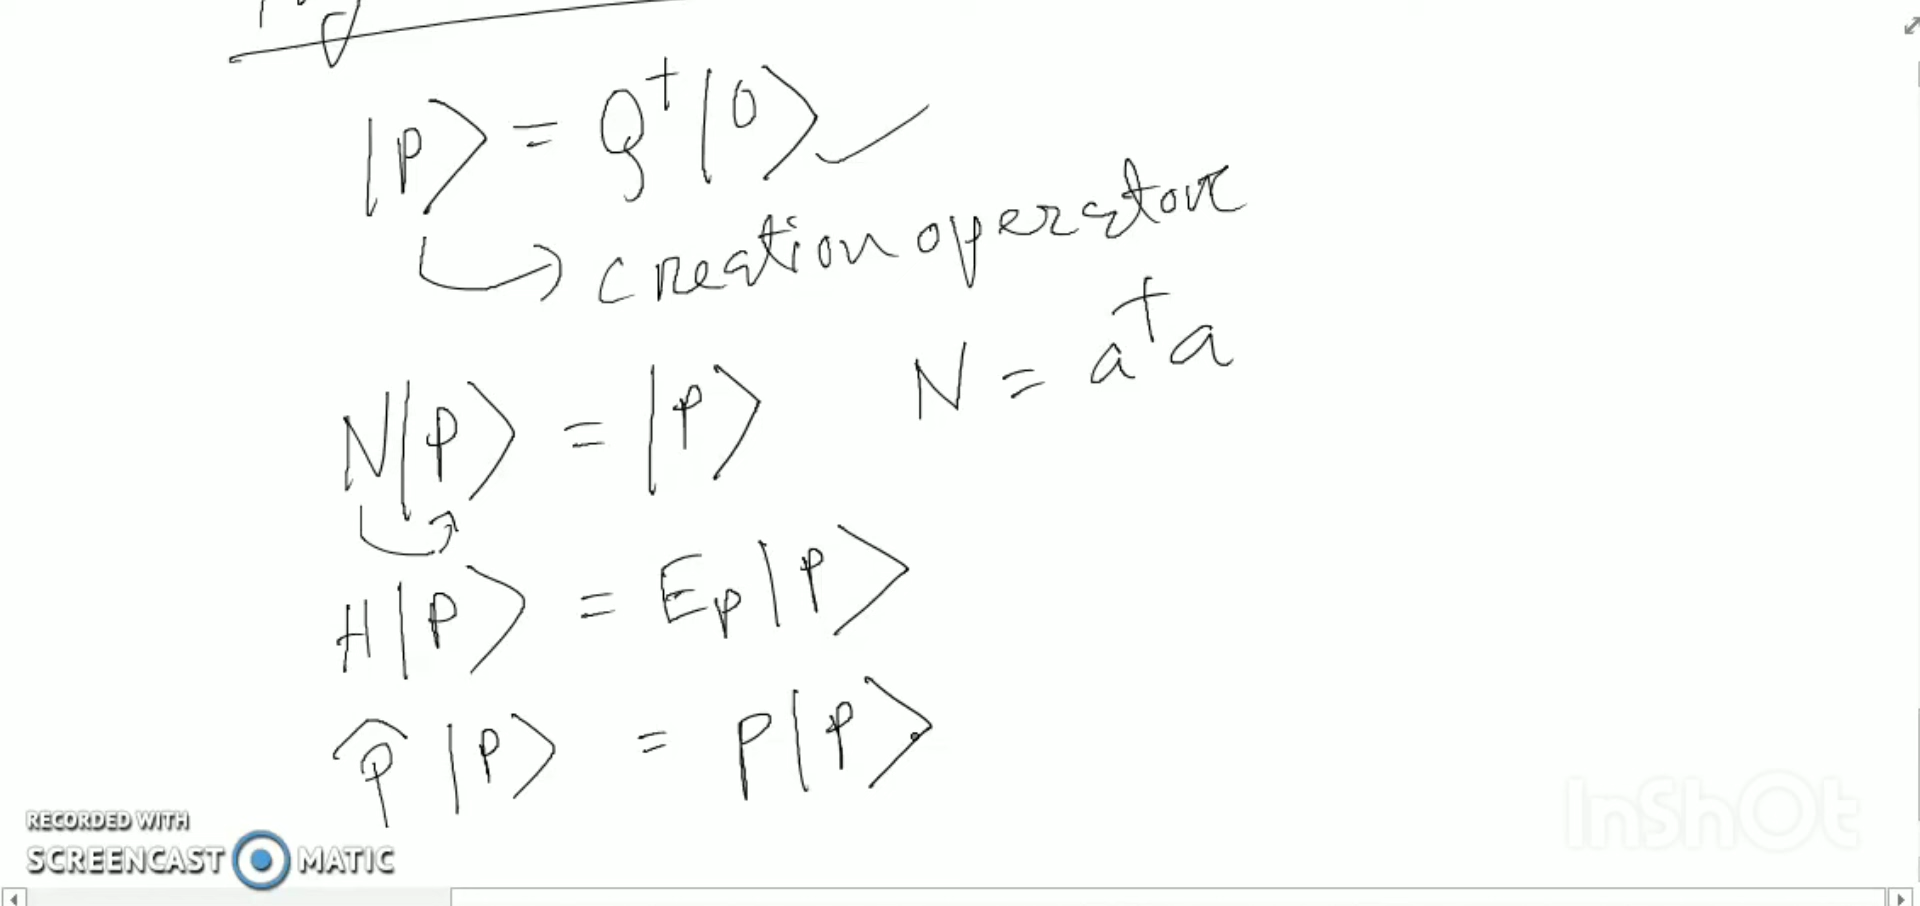 |p⟩ = g† |0⟩ ✓
creation operator
N = a†a
N|p⟩ = |p⟩
H|p⟩ = Ep|p⟩
p̂ |p⟩ = p|p⟩
RECORDED WITH
SCREENCAST MATIC
InShOt